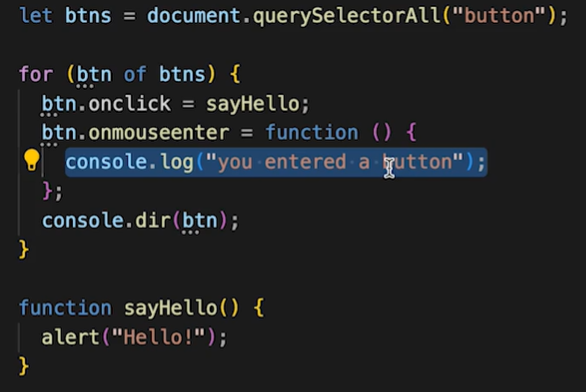 let btns = document.querySelectorAll("button");
for (btn of btns) {
btn.onclick = sayHello;
btn.onmouseenter = function () {
console.log("you entered a button");
};
console.dir(btn);
}
function sayHello() {
alert("Hello!");
}